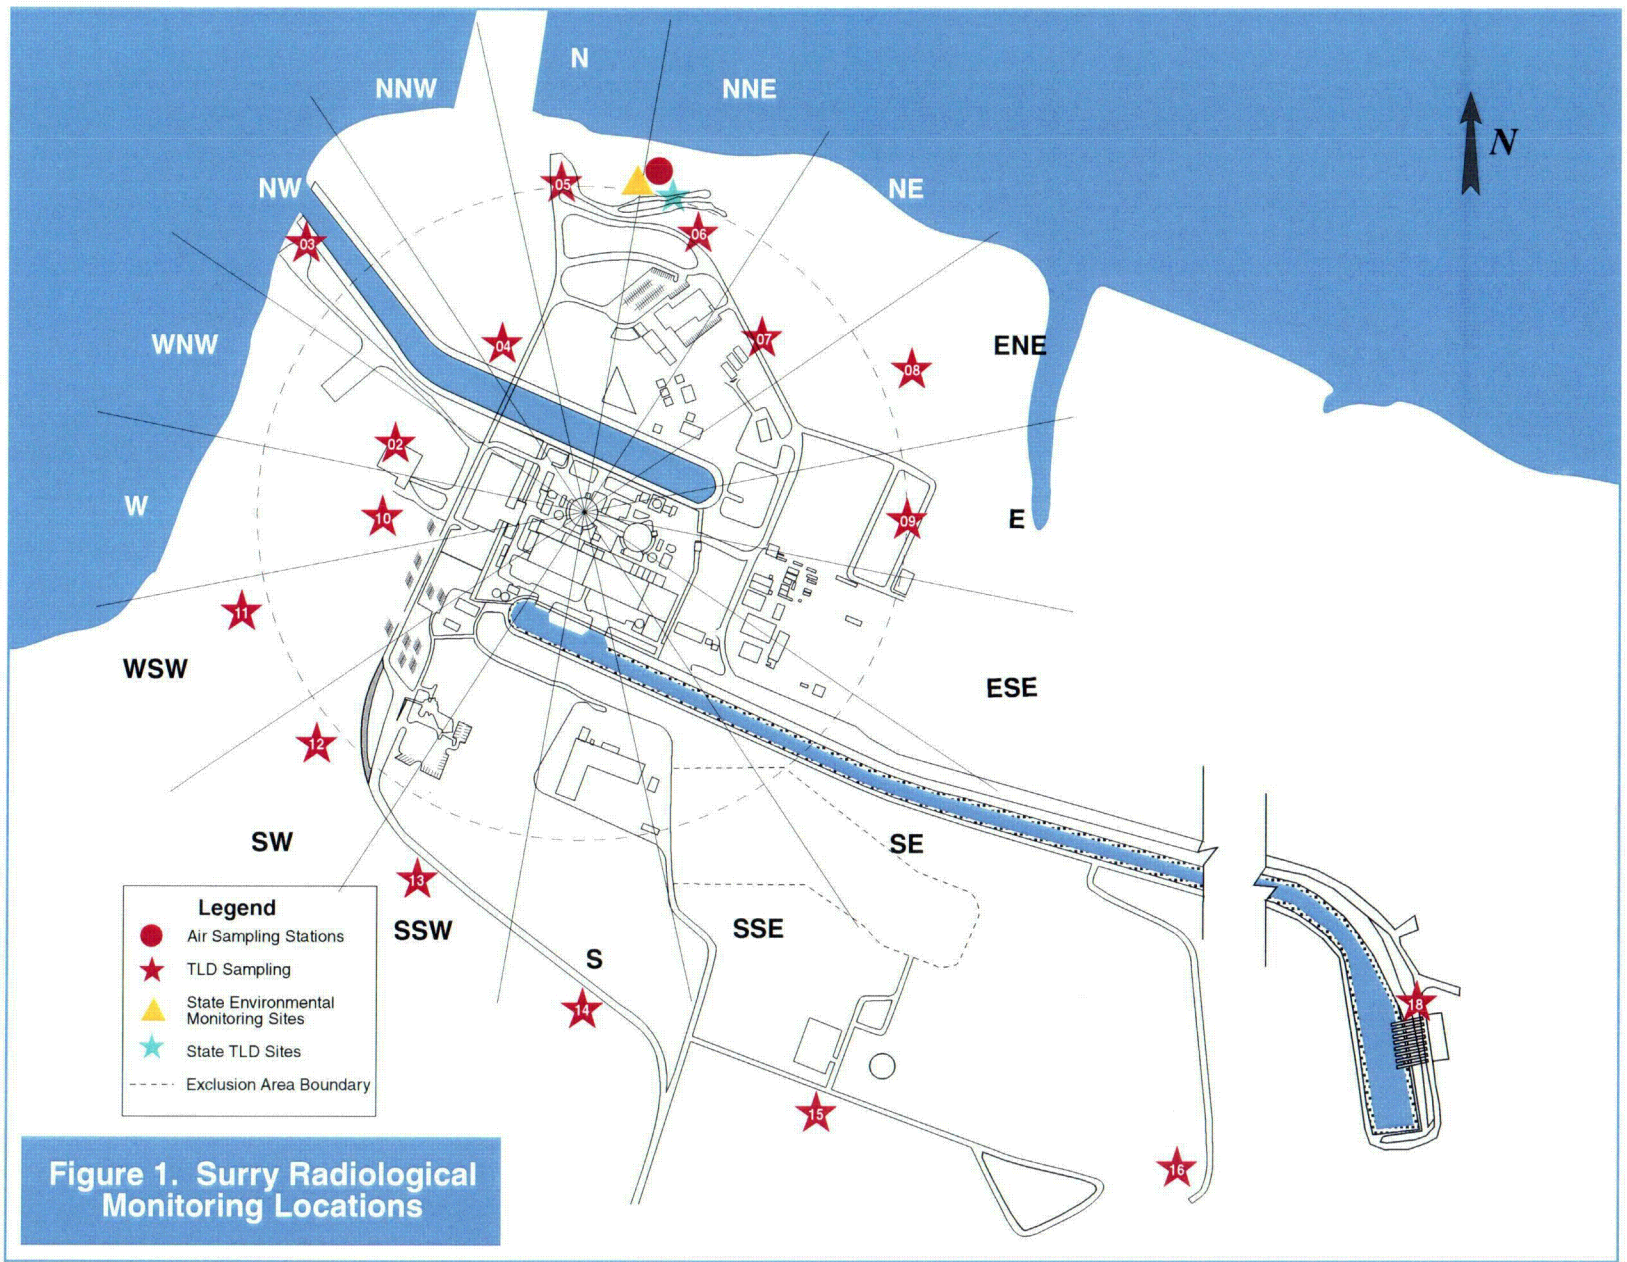 N
NNW
NNE
N
NW
NE
05
06
03
WNW
04
07
ENE
08
02
W
10
09
E
11
WSW
ESE
12
SW
SE
13
Legend
Air Sampling Stations
TLD Sampling
State Environmental
Monitoring Sites
State TLD Sites
Exclusion Area Boundary
SSW
SSE
S
14
18
15
16
Figure 1. Surry Radiological
Monitoring Locations